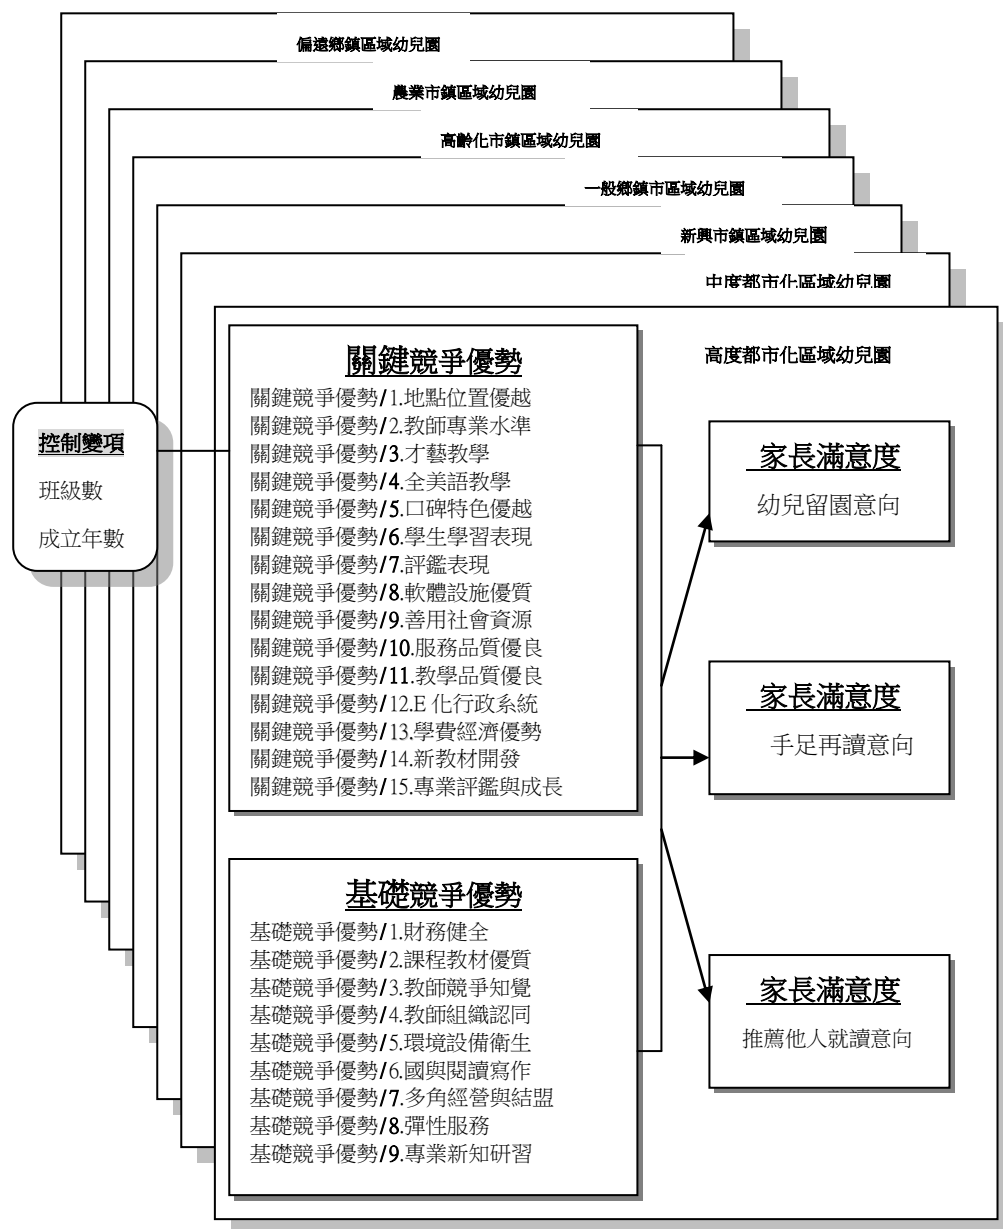 偏遠鄉鎮區域幼兒園
農業市鎮區域幼兒園
高齡化市鎮區域幼兒園
一般鄉鎮市區域幼兒園
新興市鎮區域幼兒園
中度都市化區域幼兒園
高度都市化區域幼兒園
控制變項
班級數
成立年數
關鍵競爭優勢
關鍵競爭優勢/1.地點位置優越
關鍵競爭優勢/2.教師專業水準
關鍵競爭優勢/3.才藝教學
關鍵競爭優勢/4.全美語教學
關鍵競爭優勢/5.口碑特色優越
關鍵競爭優勢/6.學生學習表現
關鍵競爭優勢/7.評鑑表現
關鍵競爭優勢/8.軟體設施優質
關鍵競爭優勢/9.善用社會資源
關鍵競爭優勢/10.服務品質優良
關鍵競爭優勢/11.教學品質優良
關鍵競爭優勢/12.E 化行政系統
關鍵競爭優勢/13.學費經濟優勢
關鍵競爭優勢/14.新教材開發
關鍵競爭優勢/15.專業評鑑與成長
基礎競爭優勢
基礎競爭優勢/1.財務健全
基礎競爭優勢/2.課程教材優質
基礎競爭優勢/3.教師競爭知覺
基礎競爭優勢/4.教師組織認同
基礎競爭優勢/5.環境設備衛生
基礎競爭優勢/6.國與閱讀寫作
基礎競爭優勢/7.多角經營與結盟
基礎競爭優勢/8.彈性服務
基礎競爭優勢/9.專業新知研習
家長滿意度
幼兒留園意向
家長滿意度
手足再讀意向
家長滿意度
推薦他人就讀意向